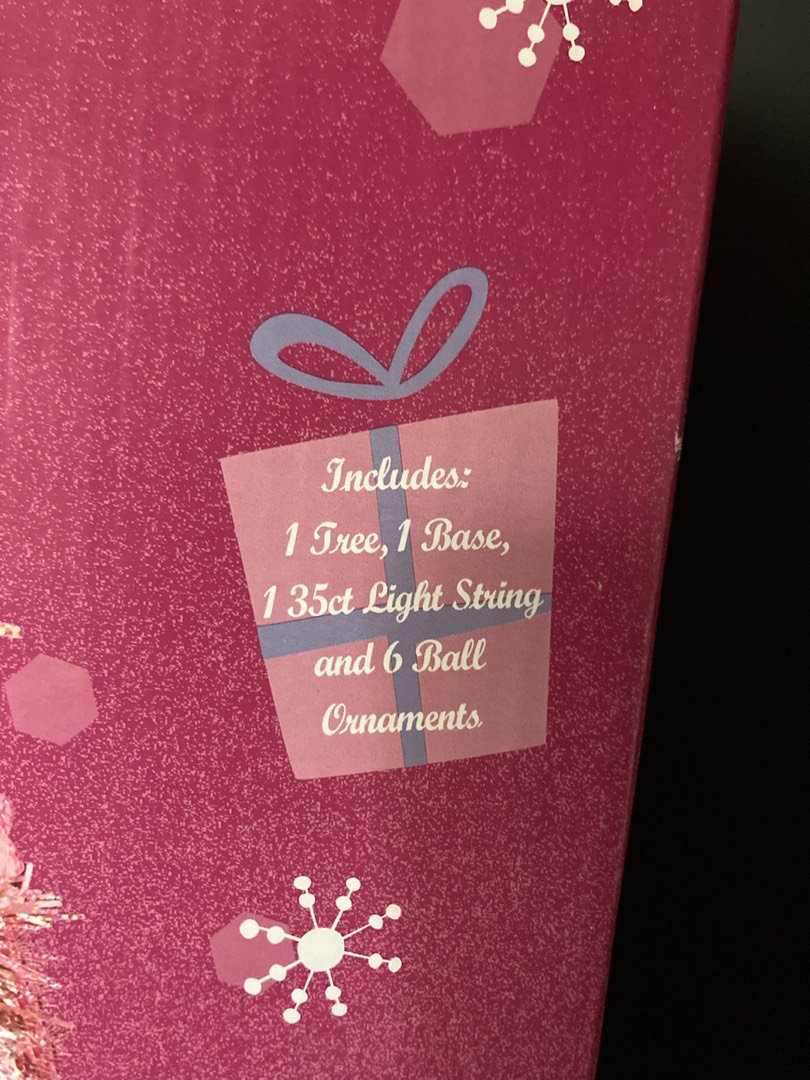 Includes:
1 Tree, 1 Base,
1 35ct Light String
and 6 Ball
Ornaments